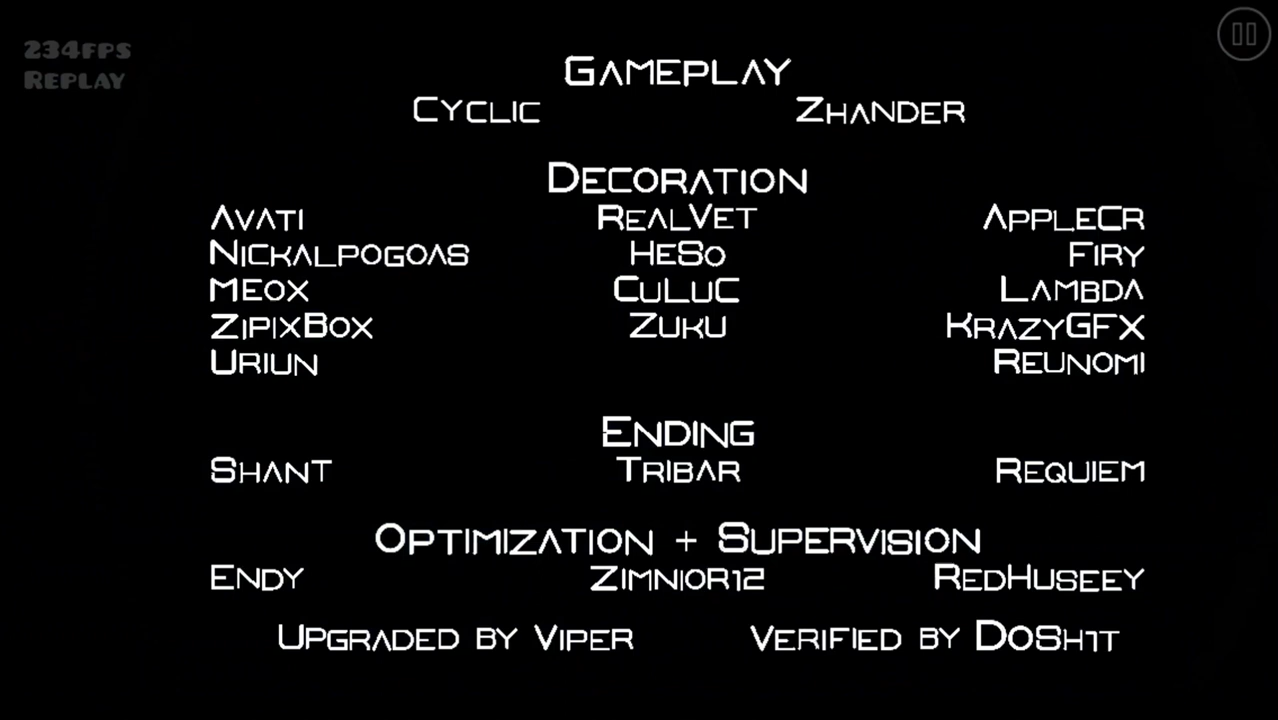 234fps
Replay
Gameplay
Cyclic Zhander
Decoration
Avati RealVet AppleCr
Nickalpogoas HeSo Firy
Meox CuLuC Lambda
ZipixBox Zuku KrazyGFX
Uriun Reunomi
Ending
Shant Tribar Requiem
Optimization + Supervision
Endy Zimnior12 RedHuseey
Upgraded by Viper Verified by DoSh1t